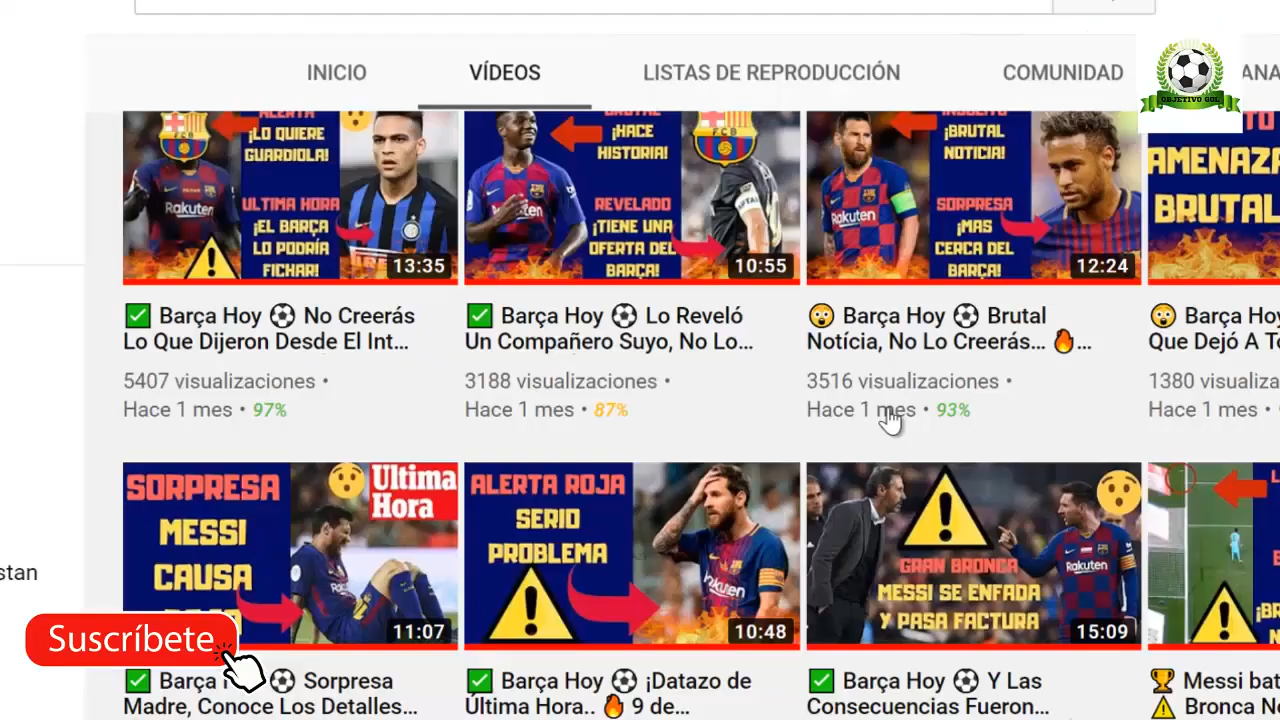 INICIO
VÍDEOS
LISTAS DE REPRODUCCIÓN
COMUNIDAD
OBJETIVO GOL
¡LO QUIERE
GUARDIOLA!
ULTIMA HORA
¡EL BARÇA
LO PODRÍA
FICHAR!
Rakuten
13:35
¡HACE
HISTORIA!
REVELADO
¡TIENE UNA
OFERTA DEL
BARÇA!
10:55
¡BRUTAL
NOTICIA!
SORPRESA
¡MAS
CERCA DEL
BARÇA!
Rakuten
12:24
AMENAZA
BRUTAL
✅ Barça Hoy ⚽ No Creerás
Lo Que Dijeron Desde El Int...
5407 visualizaciones •
Hace 1 mes • 97%
✅ Barça Hoy ⚽ Lo Reveló
Un Compañero Suyo, No Lo...
3188 visualizaciones •
Hace 1 mes • 87%
😲 Barça Hoy ⚽ Brutal
Notícia, No Lo Creerás... 🔥...
3516 visualizaciones •
Hace 1 mes • 93%
😲 Barça Hoy
Que Dejó A
1380 visualiza
Hace 1 mes •
SORPRESA
MESSI
CAUSA
Ultima
Hora
11:07
ALERTA ROJA
SERIO
PROBLEMA
Rakuten
10:48
GRAN BRONCA
MESSI SE ENFADA
Y PASA FACTURA
Rakuten
15:09
stan
Suscríbete
✅ Barça ⚽ Sorpresa
Madre, Conoce Los Detalles...
✅ Barça Hoy ⚽ ¡Datazo de
Última Hora.. 🔥 9 de...
✅ Barça Hoy ⚽ Y Las
Consecuencias Fueron...
🏆 Messi bat
⚠️ Bronca